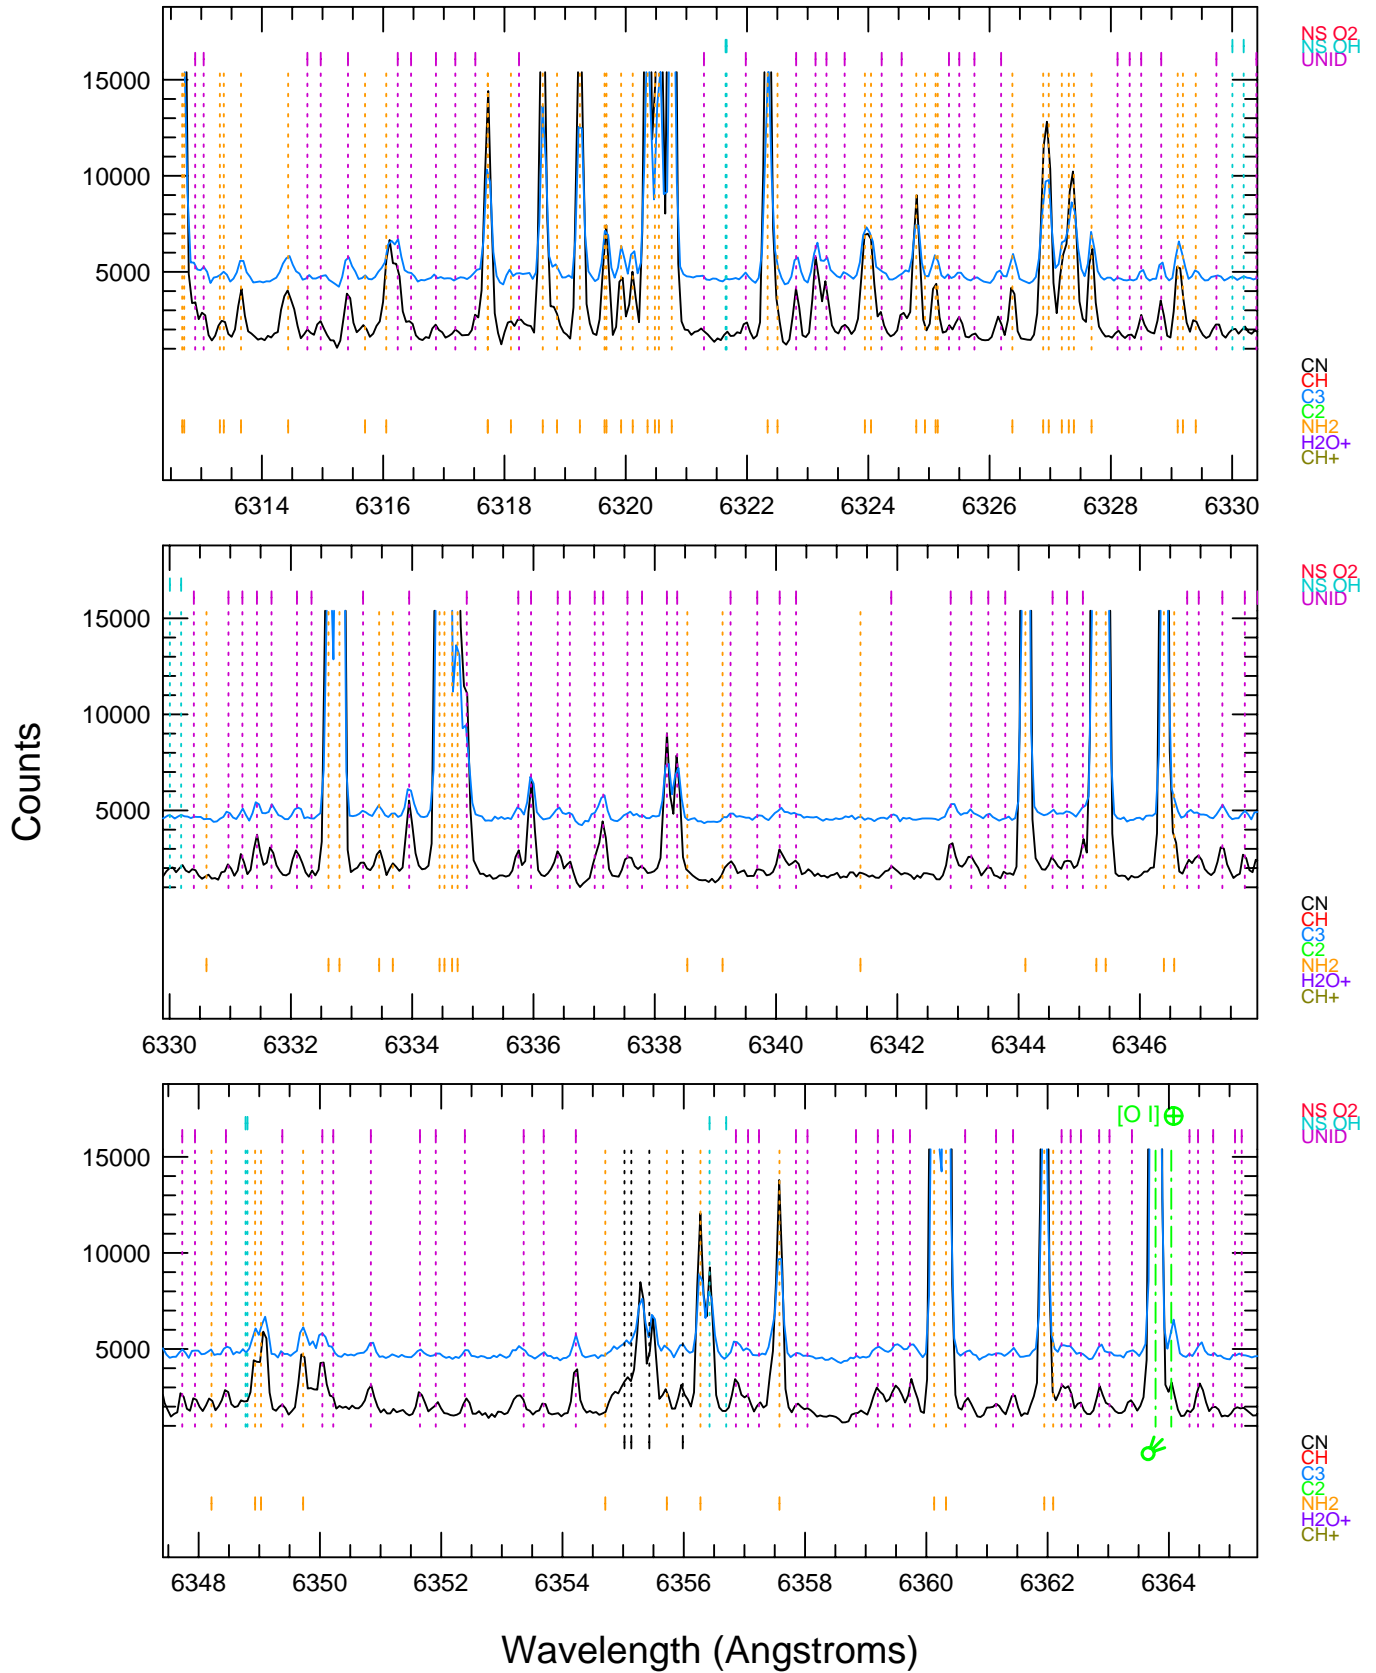 NS O2
NS OH
UNID
15000
10000
5000
CN
CH
C3
C2
NH2
H2O+
CH+
6314 6316 6318 6320 6322 6324 6326 6328 6330
NS O2
NS OH
UNID
15000
10000
5000
Counts
CN
CH
C3
C2
NH2
H2O+
CH+
6330 6332 6334 6336 6338 6340 6342 6344 6346
[O I] ⊕
NS O2
NS OH
UNID
15000
10000
5000
CN
CH
C3
C2
NH2
H2O+
CH+
6348 6350 6352 6354 6356 6358 6360 6362 6364
Wavelength (Angstroms)